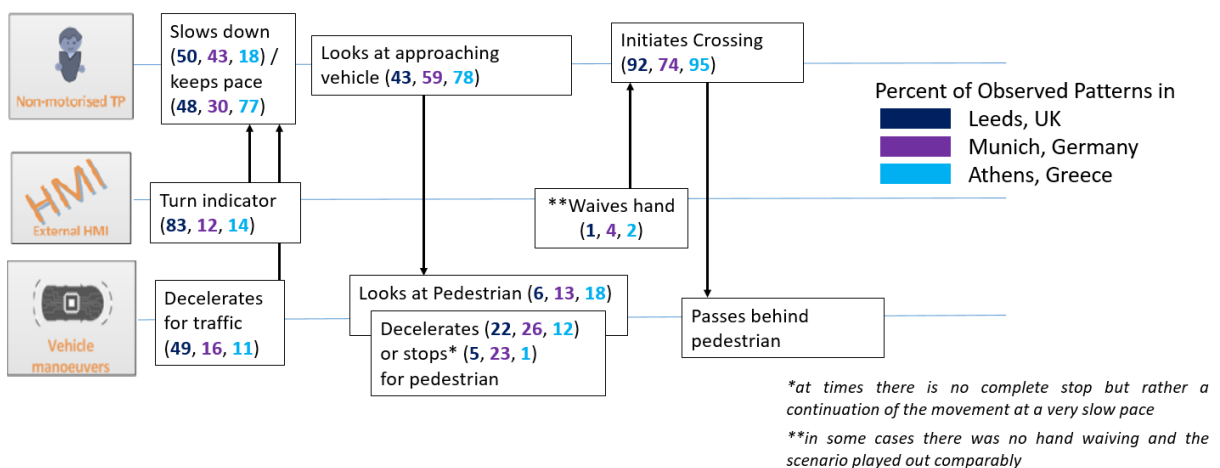 Slows down
(50, 43, 18) /
keeps pace
(48, 30, 77)
Non-motorised TP
Looks at approaching
vehicle (43, 59, 78)
Initiates Crossing
(92, 74, 95)
Percent of Observed Patterns in
Leeds, UK
Munich, Germany
Athens, Greece
HMI
External HMI
Turn indicator
(83, 12, 14)
**Waives hand
(1, 4, 2)
Vehicle
manoeuvers
Decelerates
for traffic
(49, 16, 11)
Looks at Pedestrian (6, 13, 18)
Decelerates (22, 26, 12)
or stops* (5, 23, 1)
for pedestrian
Passes behind
pedestrian
*at times there is no complete stop but rather a
continuation of the movement at a very slow pace
**in some cases there was no hand waiving and the
scenario played out comparably